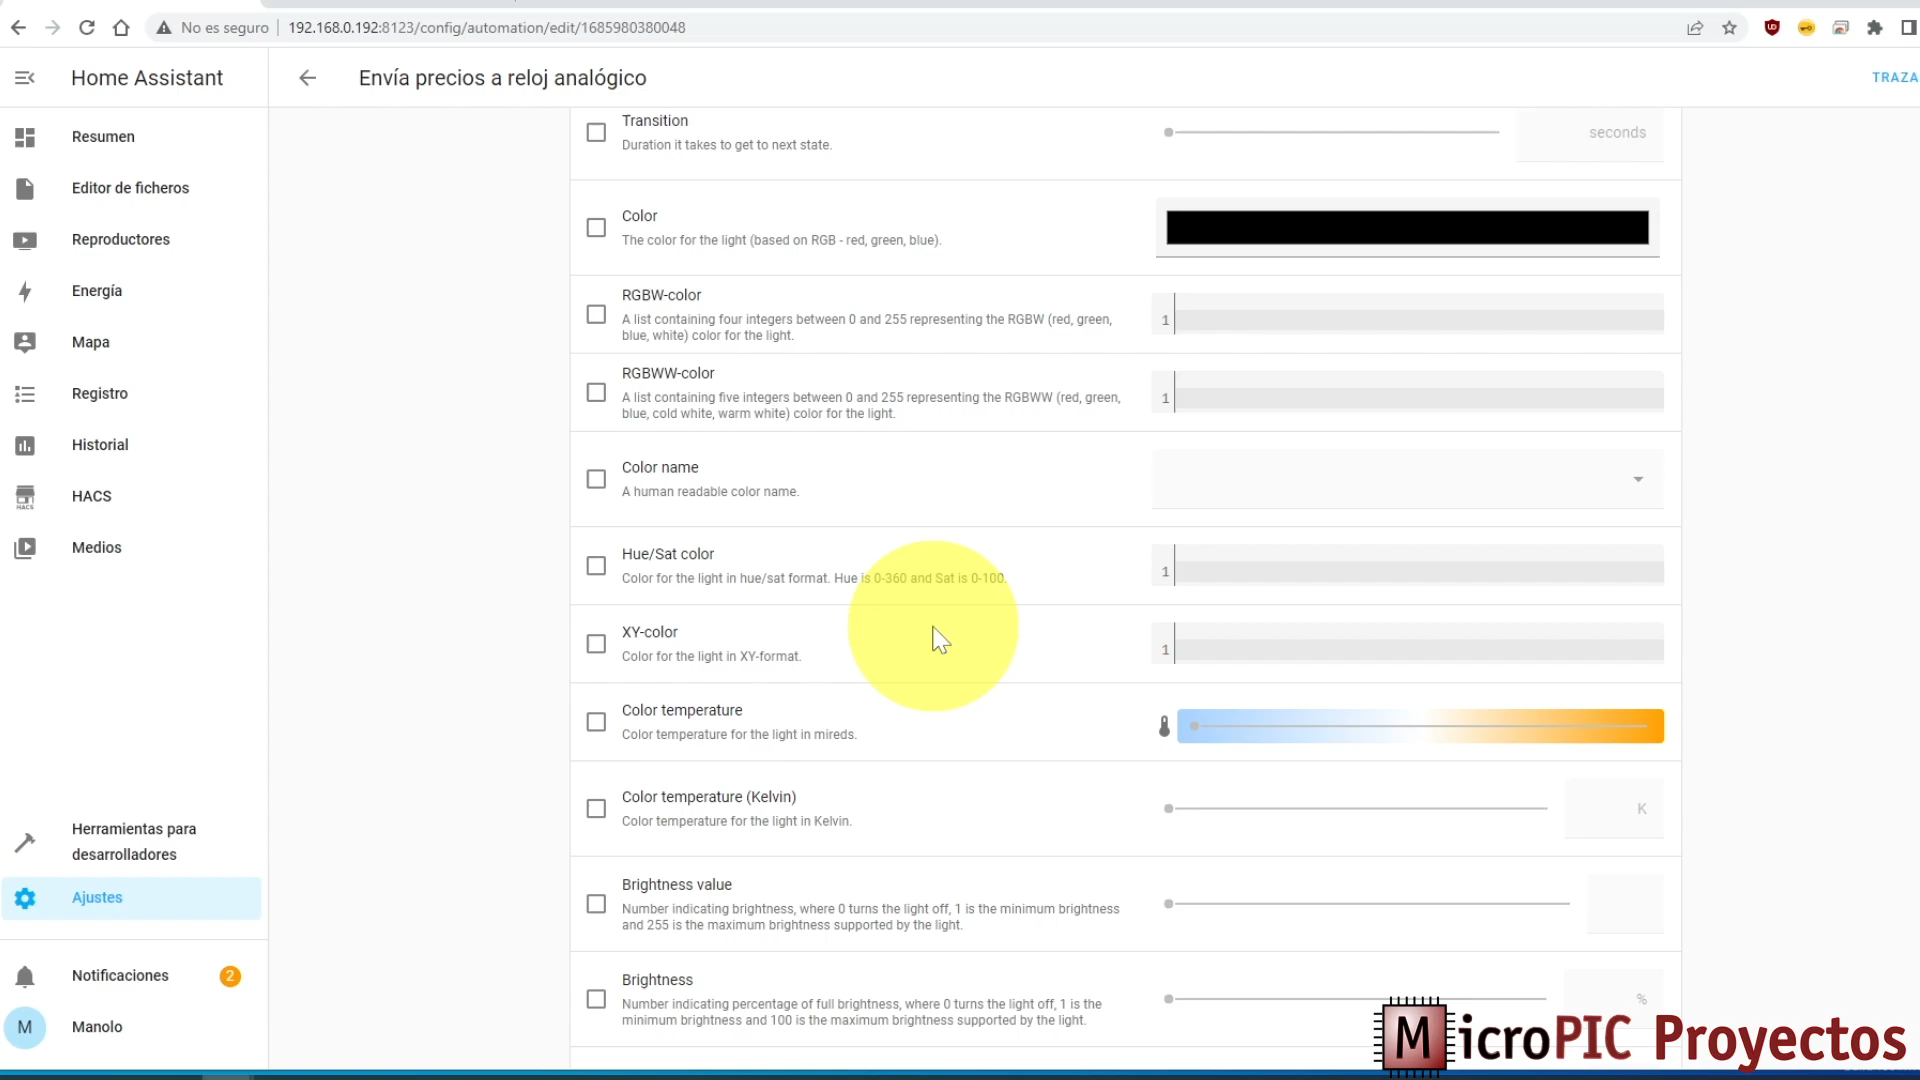 No es seguro
192.168.0.192:8123/config/automation/edit/1685980380048
Home Assistant
Envía precios a reloj analógico
TRAZA
Resumen
Editor de ficheros
Reproductores
Energía
Mapa
Registro
Historial
HACS
HACS
Medios
Herramientas para
desarrolladores
Ajustes
Notificaciones
2
M
Manolo
Transition
Duration it takes to get to next state.
seconds
Color
The color for the light (based on RGB - red, green, blue).
RGBW-color
A list containing four integers between 0 and 255 representing the RGBW (red, green,
blue, white) color for the light.
1
RGBWW-color
A list containing five integers between 0 and 255 representing the RGBWW (red, green,
blue, cold white, warm white) color for the light.
1
Color name
A human readable color name.
Hue/Sat color
Color for the light in hue/sat format. Hue is 0-360 and Sat is 0-100.
1
XY-color
Color for the light in XY-format.
1
Color temperature
Color temperature for the light in mireds.
Color temperature (Kelvin)
Color temperature for the light in Kelvin.
K
Brightness value
Number indicating brightness, where 0 turns the light off, 1 is the minimum brightness
and 255 is the maximum brightness supported by the light.
Brightness
Number indicating percentage of full brightness, where 0 turns the light off, 1 is the
minimum brightness and 100 is the maximum brightness supported by the light.
%
MicroPIC Proyectos